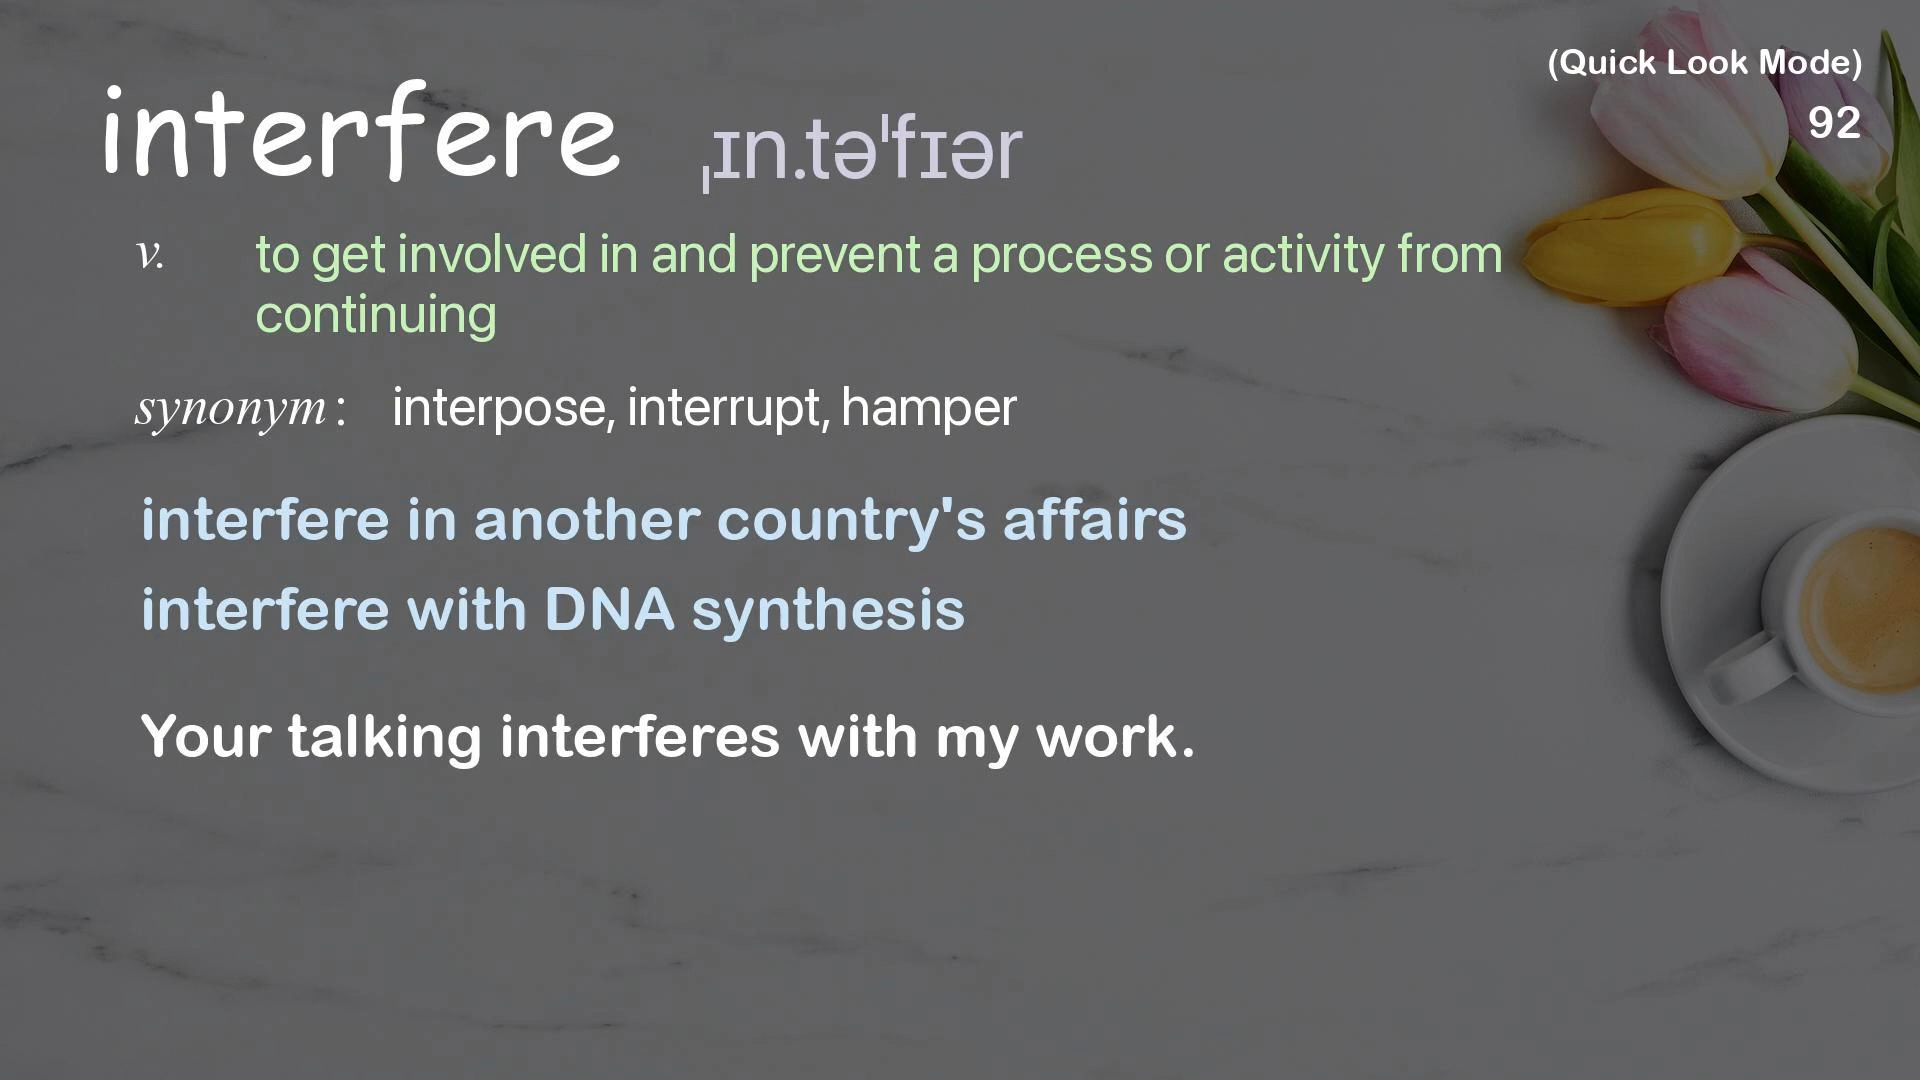 (Quick Look Mode)
92
interfere ˌɪn.təˈfɪər
v. to get involved in and prevent a process or activity from
continuing
synonym: interpose, interrupt, hamper
interfere in another country's affairs
interfere with DNA synthesis
Your talking interferes with my work.